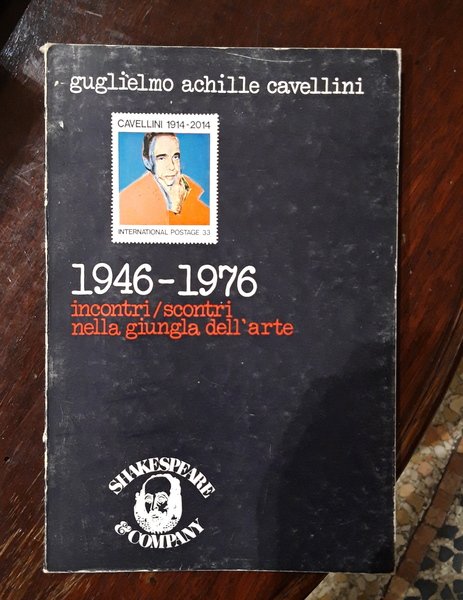 guglielmo achille cavellini
CAVELLINI 1914-2014
INTERNATIONAL POSTAGE 33
1946-1976
incontri/scontri
nella giungla dell'arte
SHAKESPEARE
& COMPANY